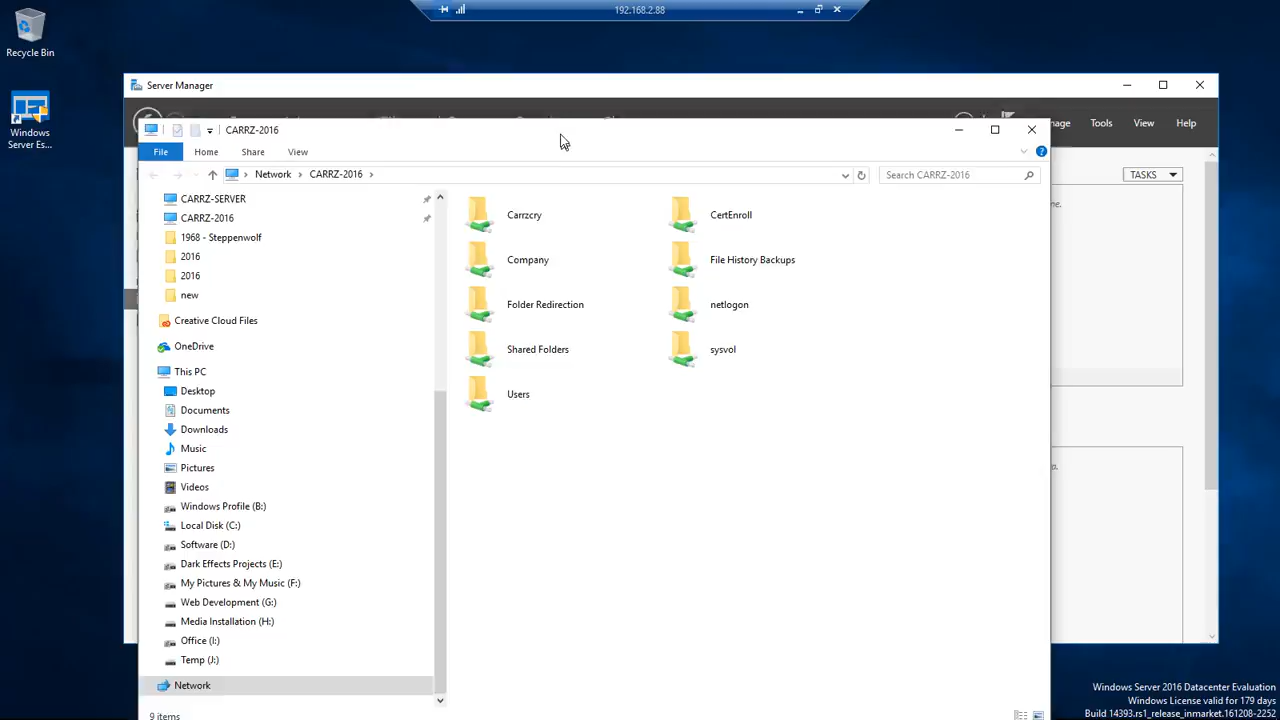 192.168.2.88
Recycle Bin
Windows
Server Es...
Server Manager
CARRZ-2016
Manage Tools View Help
File Home Share View
Network CARRZ-2016
Search CARRZ-2016
TASKS
CARRZ-SERVER
CARRZ-2016
1968 - Steppenwolf
2016
2016
new
Creative Cloud Files
OneDrive
This PC
Desktop
Documents
Downloads
Music
Pictures
Videos
Windows Profile (B:)
Local Disk (C:)
Software (D:)
Dark Effects Projects (E:)
My Pictures & My Music (F:)
Web Development (G:)
Media Installation (H:)
Office (I:)
Temp (J:)
Network
Carrzcry
CertEnroll
Company
File History Backups
Folder Redirection
netlogon
Shared Folders
sysvol
Users
9 items
Windows Server 2016 Datacenter Evaluation
Windows License valid for 179 days
Build 14393.rs1_release_inmarket.161208-2252